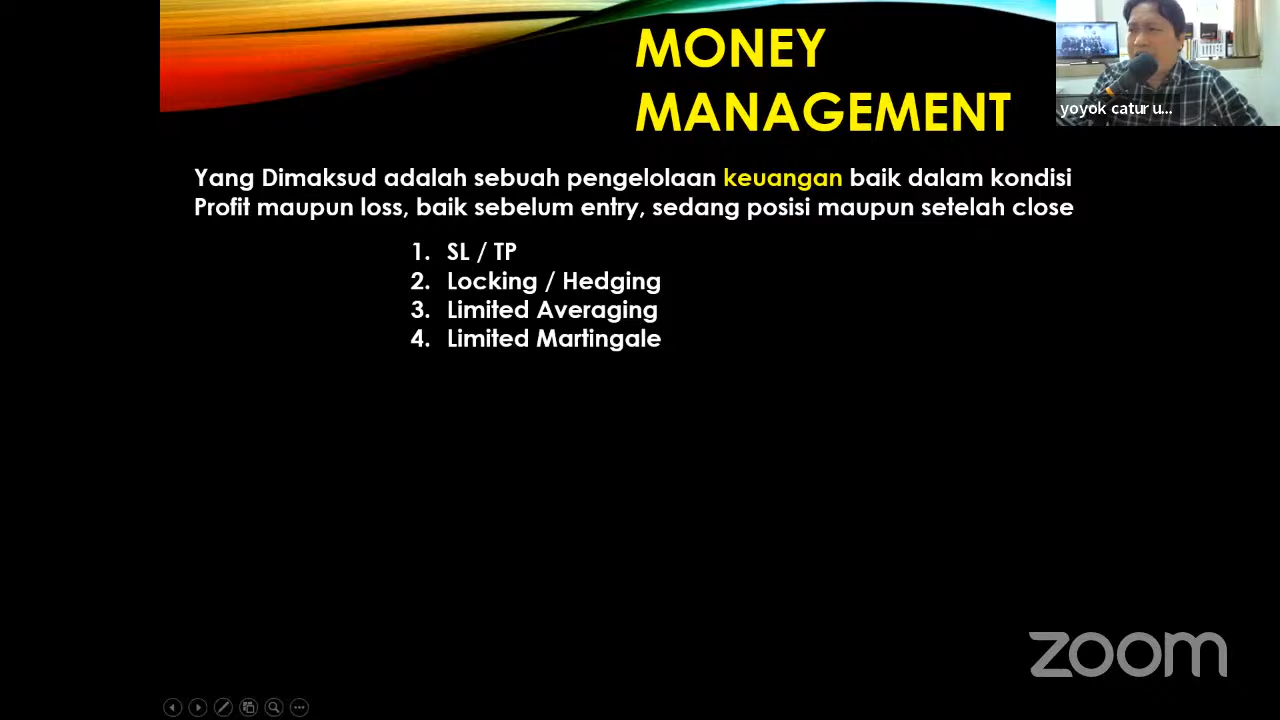 MONEY
MANAGEMENT
yoyok catur u...
Yang Dimaksud adalah sebuah pengelolaan keuangan baik dalam kondisi
Profit maupun loss, baik sebelum entry, sedang posisi maupun setelah close
1. SL / TP
2. Locking / Hedging
3. Limited Averaging
4. Limited Martingale
zoom